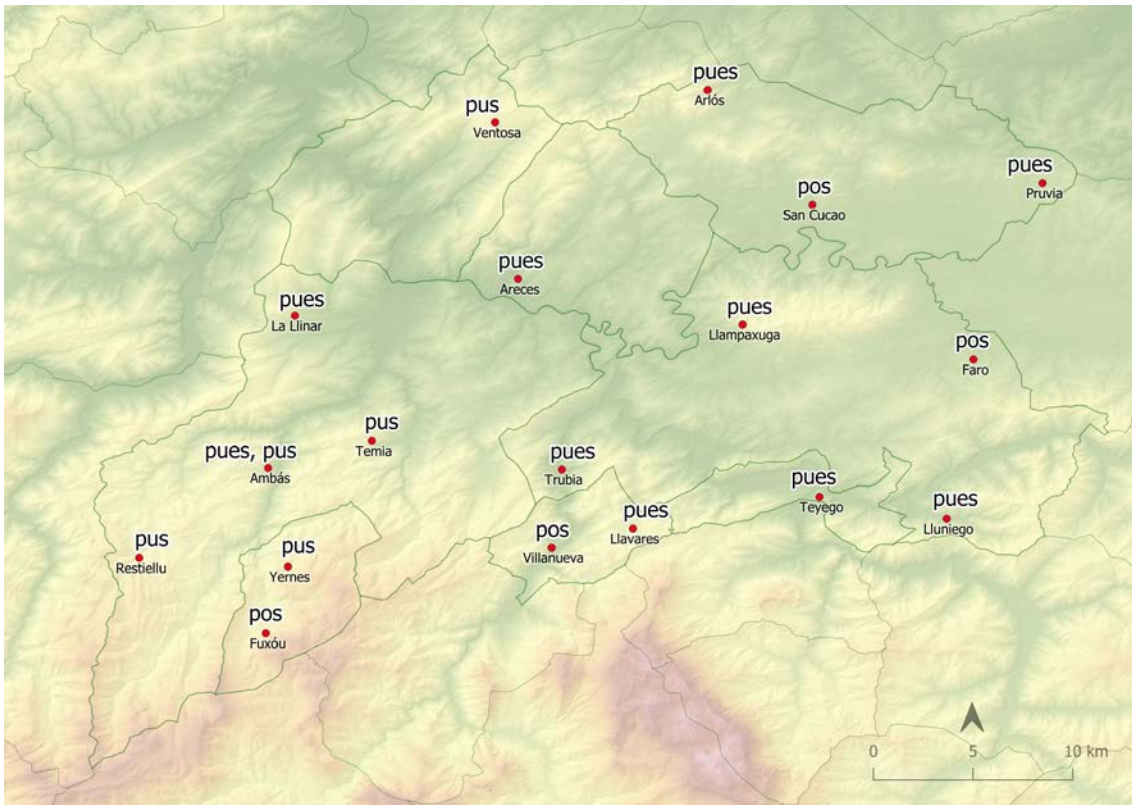 pues
Arlós
pus
Ventosa
pues
Pruvia
pos
San Cucao
pues
Areces
pues
La Llinar
pues
Llampaxuga
pos
Faro
pus
Temia
pues, pus
Ambás
pues
Trubia
pues
Teyego
pues
Lluniego
pues
Llavares
pos
Villanueva
pus
Restiellu
pus
Yernes
pos
Fuxóu
0 5 10 km